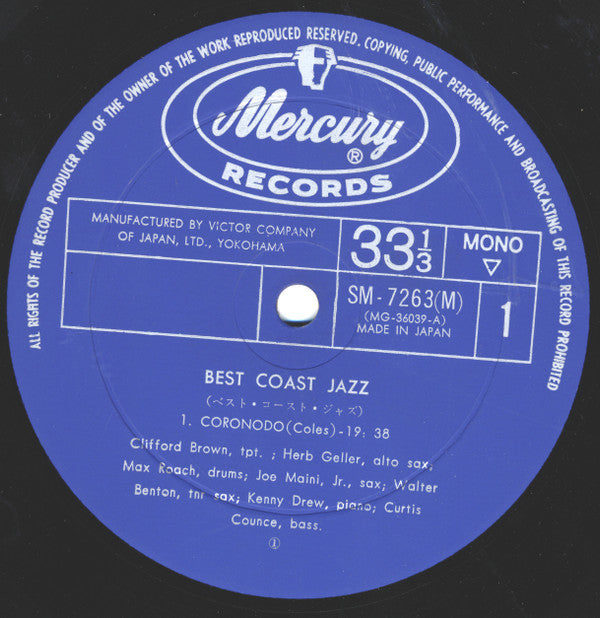 ALL RIGHTS OF THE RECORD PRODUCER AND OF THE OWNER OF THE WORK REPRODUCED RESERVED. COPYING, PUBLIC PERFORMANCE AND BROADCASTING OF THIS RECORD PROHIBITED
Mercury
®
RECORDS
MANUFACTURED BY VICTOR COMPANY
OF JAPAN, LTD., YOKOHAMA
33 1/3
MONO
▽
SM-7263(M)
(MG-36039-A)
MADE IN JAPAN
1
BEST COAST JAZZ
(ベスト・コースト・ジャズ)
1. CORONODO(Coles)-19: 38
Clifford Brown, tpt. ; Herb Geller, alto sax;
Max Roach, drums; Joe Maini, Jr., sax; Walter
Benton, tnr sax; Kenny Drew, piano; Curtis
Counce, bass.
①